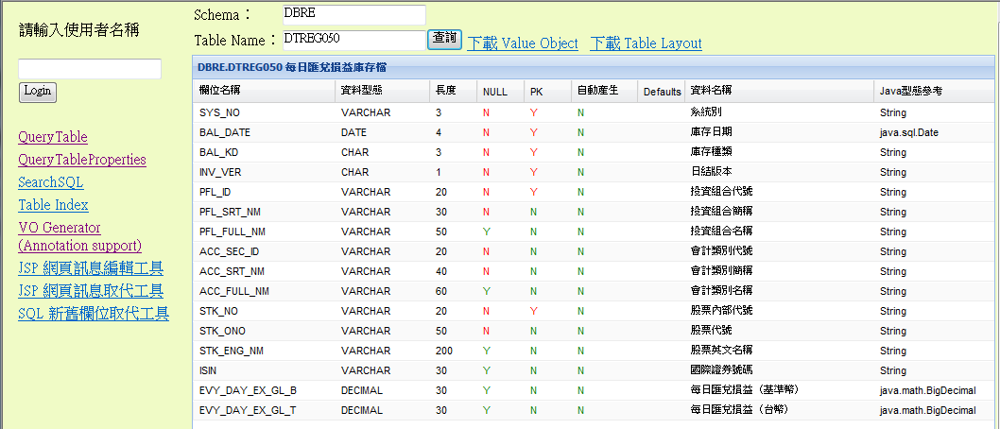 請輸入使用者名稱
Login
QueryTable
QueryTableProperties
SearchSQL
Table Index
VO Generator
(Annotation support)
JSP 網頁訊息編輯工具
JSP 網頁訊息取代工具
SQL 新舊欄位取代工具
Schema： DBRE
Table Name： DTREG050 查詢 下載 Value Object 下載 Table Layout
DBRE.DTREG050 每日匯兌損益庫存檔
欄位名稱 資料型態 長度 NULL PK 自動産生 Defaults 資料名稱 Java型態參考
SYS_NO VARCHAR 3 N Y N 系統別 String
BAL_DATE DATE 4 N Y N 庫存日期 java.sql.Date
BAL_KD CHAR 3 N Y N 庫存種類 String
INV_VER CHAR 1 N Y N 日結版本 String
PFL_ID VARCHAR 20 N Y N 投資組合代號 String
PFL_SRT_NM VARCHAR 30 N N N 投資組合簡稱 String
PFL_FULL_NM VARCHAR 50 Y N N 投資組合名稱 String
ACC_SEC_ID VARCHAR 20 N N N 會計類別代號 String
ACC_SRT_NM VARCHAR 40 N N N 會計類別簡稱 String
ACC_FULL_NM VARCHAR 60 Y N N 會計類別名稱 String
STK_NO VARCHAR 20 N Y N 股票內部代號 String
STK_ONO VARCHAR 50 N N N 股票代號 String
STK_ENG_NM VARCHAR 200 Y N N 股票英文名稱 String
ISIN VARCHAR 30 Y N N 國際證券號碼 String
EVY_DAY_EX_GL_B DECIMAL 30 Y N N 每日匯兌損益（基準幣） java.math.BigDecimal
EVY_DAY_EX_GL_T DECIMAL 30 Y N N 每日匯兌損益（台幣） java.math.BigDecimal